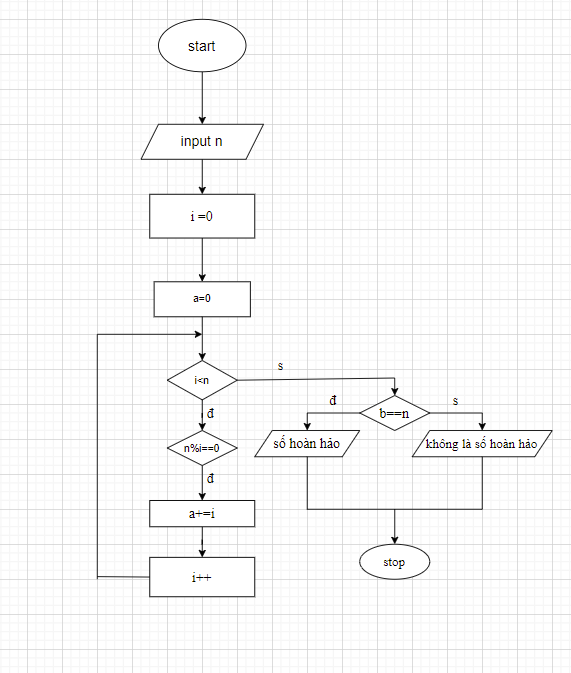 start
input n
i =0
a=0
i<n
s
đ
n%i==0
đ
a+=i
i++
b==n
đ
s
số hoàn hảo
không là số hoàn hảo
stop